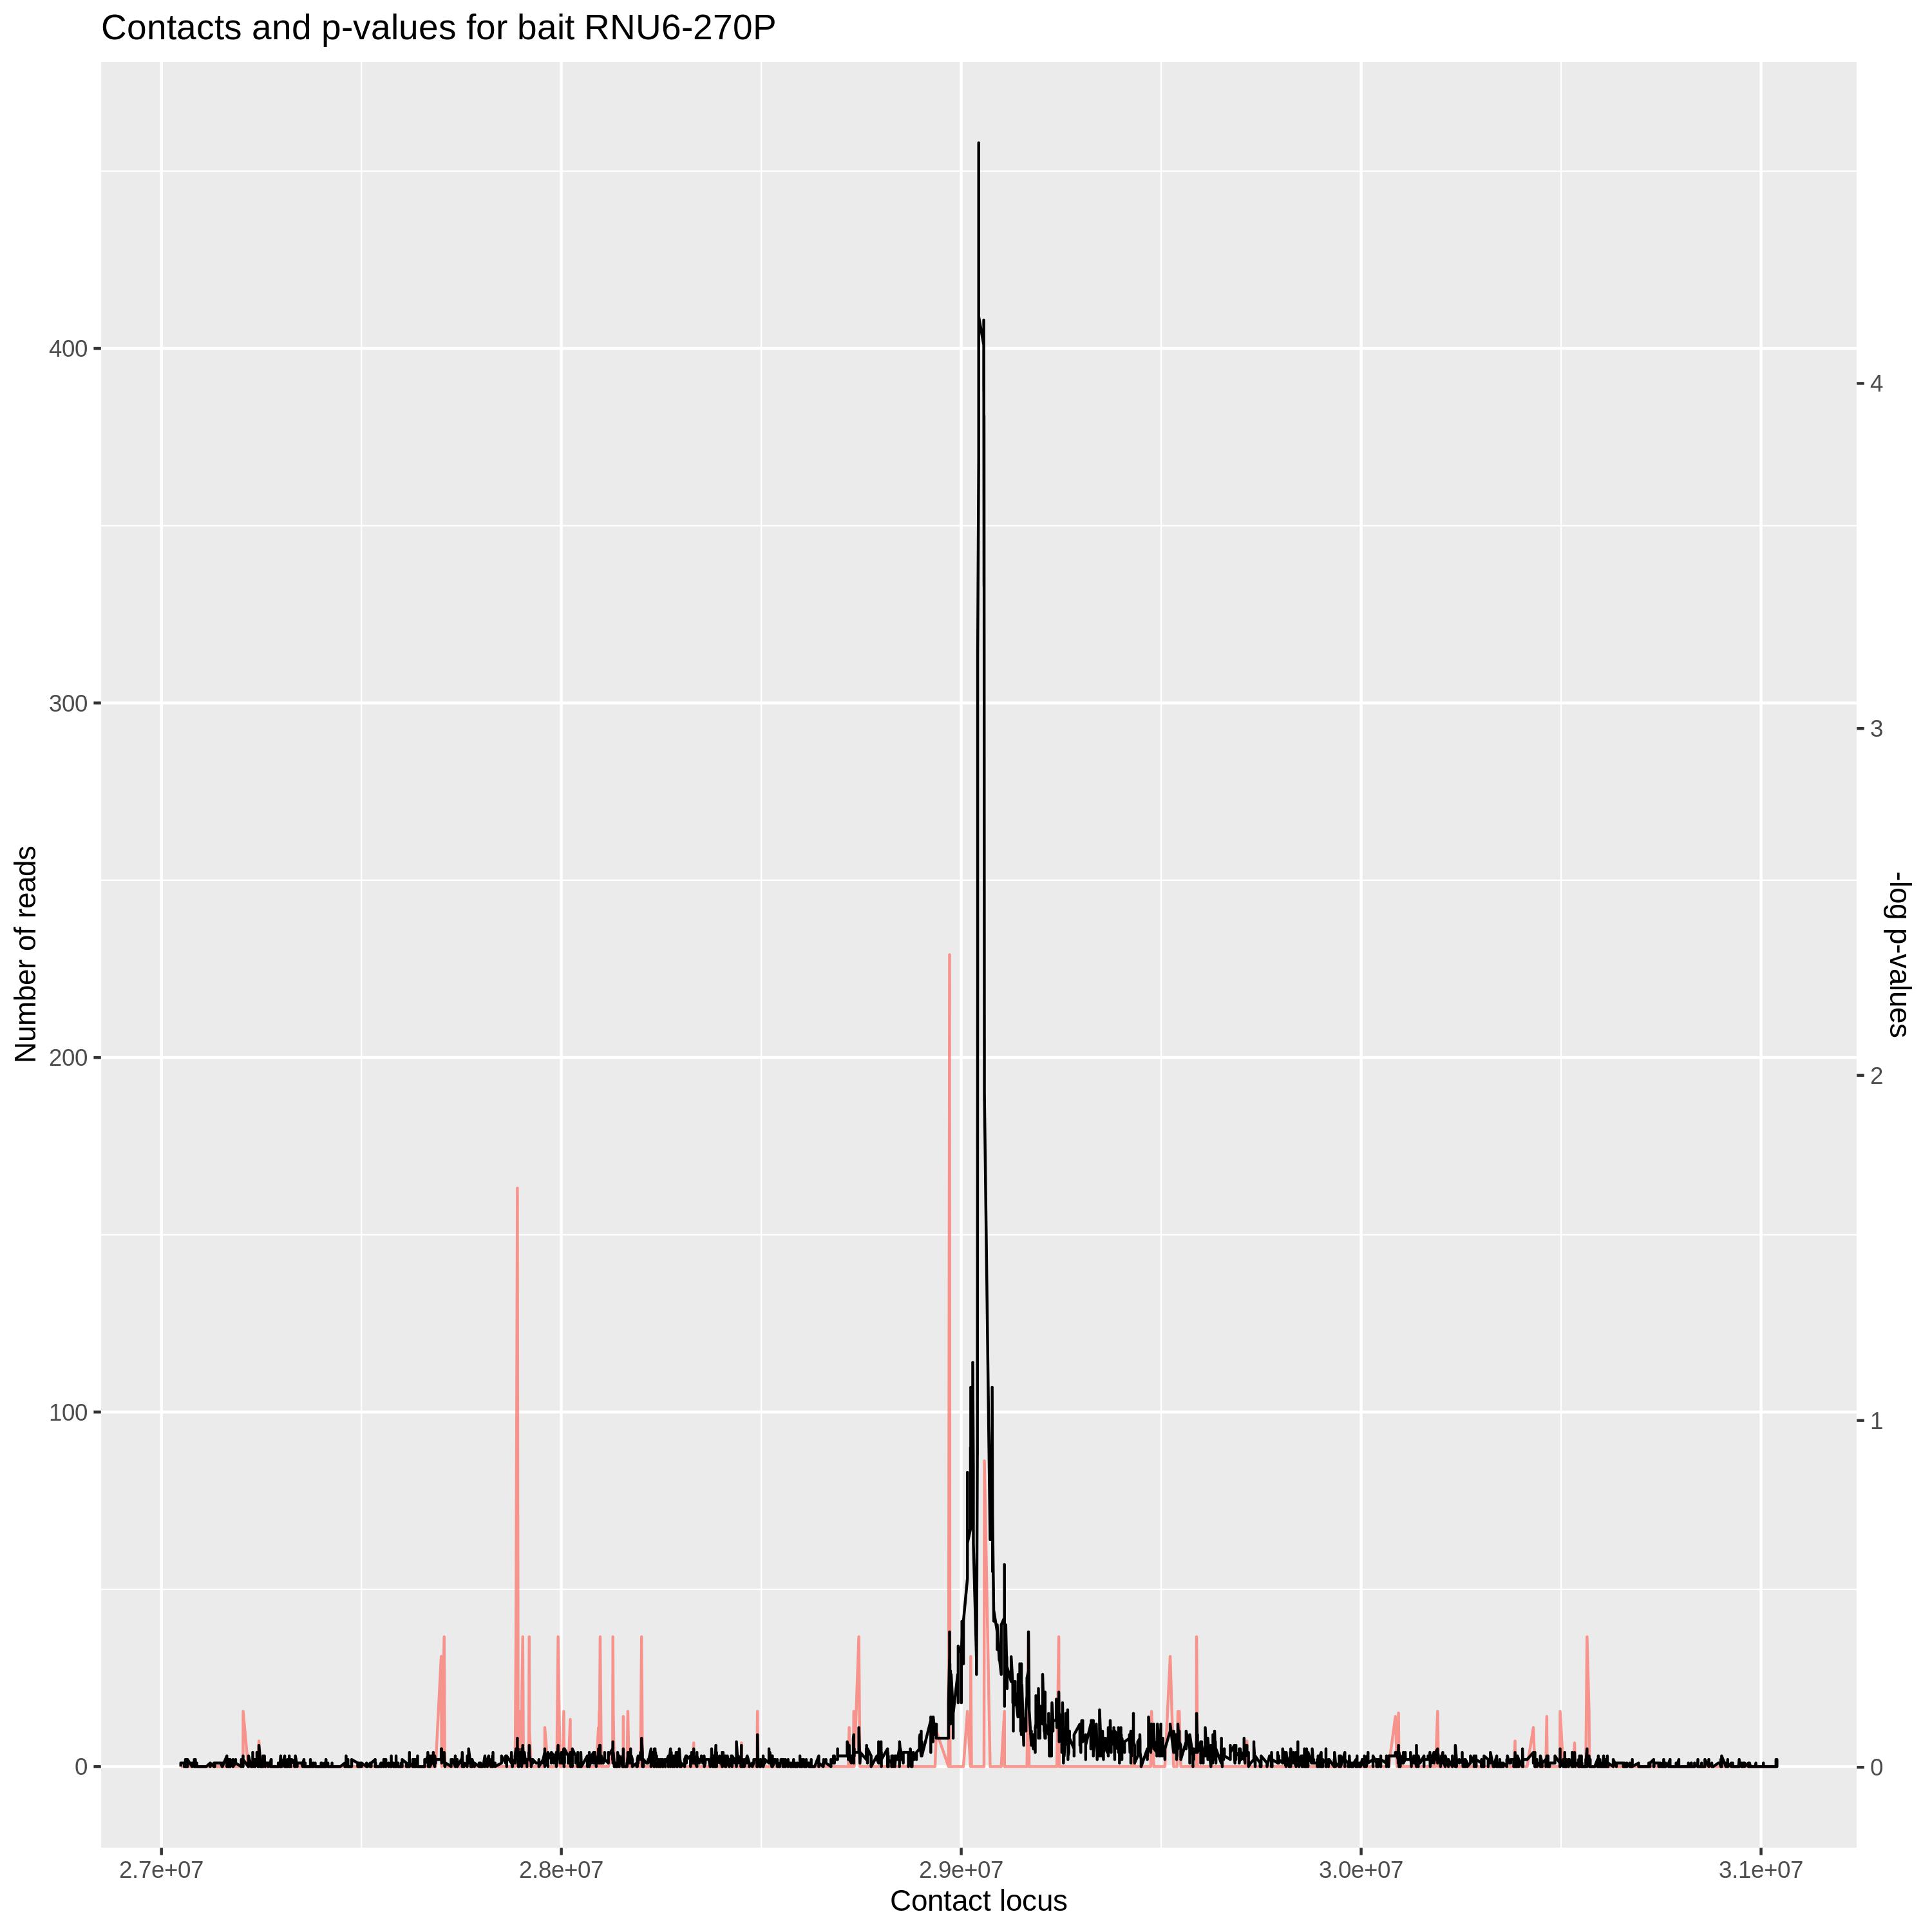 Contacts and p-values for bait RNU6-270P
Number of reads
400
300
200
100
0
4
3
2
1
0
-log p-values
2.7e+07
2.8e+07
2.9e+07
3.0e+07
3.1e+07
Contact locus